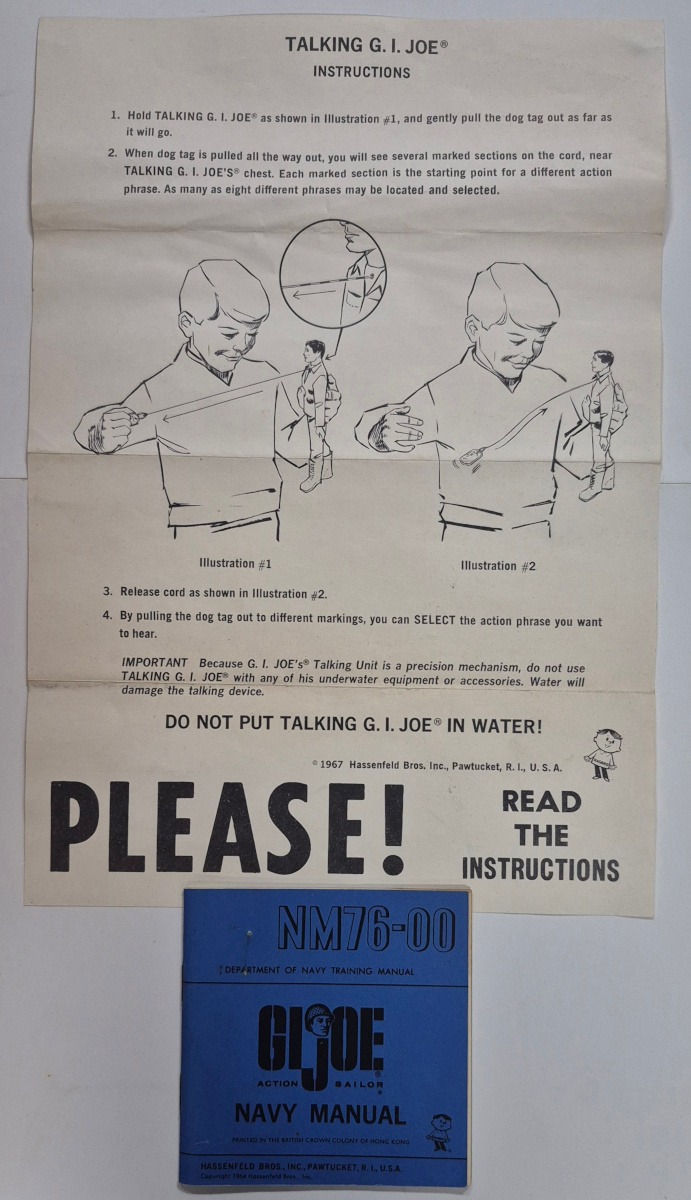 TALKING G. I. JOE®
INSTRUCTIONS
1. Hold TALKING G. I. JOE® as shown in Illustration #1, and gently pull the dog tag out as far as
it will go.
2. When dog tag is pulled all the way out, you will see several marked sections on the cord, near
TALKING G. I. JOE'S® chest. Each marked section is the starting point for a different action
phrase. As many as eight different phrases may be located and selected.
Illustration #1
Illustration #2
3. Release cord as shown in Illustration #2.
4. By pulling the dog tag out to different markings, you can SELECT the action phrase you want
to hear.
IMPORTANT Because G. I. JOE's® Talking Unit is a precision mechanism, do not use
TALKING G. I. JOE® with any of his underwater equipment or accessories. Water will
damage the talking device.
DO NOT PUT TALKING G. I. JOE® IN WATER!
© 1967 Hassenfeld Bros. Inc., Pawtucket, R. I., U. S. A.
PLEASE!
READ
THE
INSTRUCTIONS
NM76-00
DEPARTMENT OF NAVY TRAINING MANUAL
GI JOE®
ACTION SAILOR®
NAVY MANUAL
PRINTED IN THE BRITISH CROWN COLONY OF HONG KONG
HASSENFELD BROS., INC., PAWTUCKET, R. I., U.S.A.
Copyright 1964 Hassenfeld Bros., Inc.